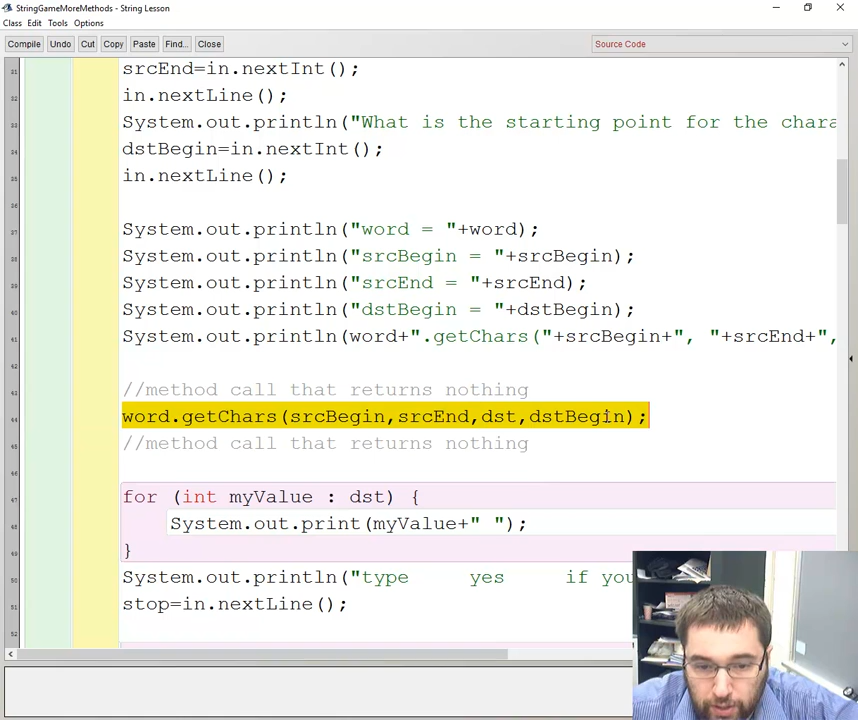 StringGameMoreMethods - String Lesson
Class Edit Tools Options
Compile Undo Cut Copy Paste Find... Close Source Code
srcEnd=in.nextInt();
in.nextLine();
System.out.println("What is the starting point for the chara
dstBegin=in.nextInt();
in.nextLine();
System.out.println("word = "+word);
System.out.println("srcBegin = "+srcBegin);
System.out.println("srcEnd = "+srcEnd);
System.out.println("dstBegin = "+dstBegin);
System.out.println(word+".getChars("+srcBegin+", "+srcEnd+",
//method call that returns nothing
word.getChars(srcBegin,srcEnd,dst,dstBegin);
//method call that returns nothing
for (int myValue : dst) {
System.out.print(myValue+" ");
}
System.out.println("type yes if you
stop=in.nextLine();